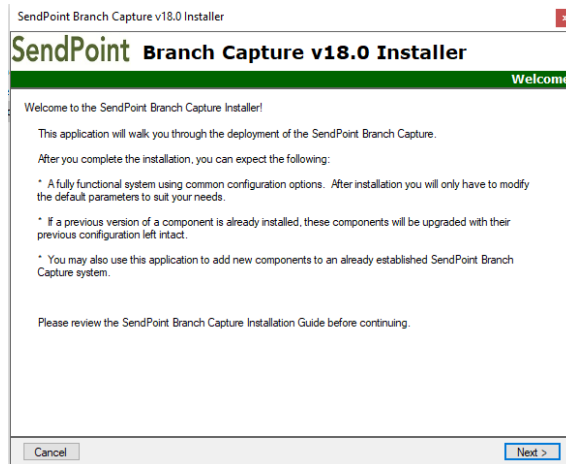 SendPoint Branch Capture v18.0 Installer
SendPoint Branch Capture v18.0 Installer
Welcome
Welcome to the SendPoint Branch Capture Installer!
This application will walk you through the deployment of the SendPoint Branch Capture.
After you complete the installation, you can expect the following:
* A fully functional system using common configuration options. After installation you will only have to modify
the default parameters to suit your needs.
* If a previous version of a component is already installed, these components will be upgraded with their
previous configuration left intact.
* You may also use this application to add new components to an already established SendPoint Branch
Capture system.
Please review the SendPoint Branch Capture Installation Guide before continuing.
Cancel
Next >